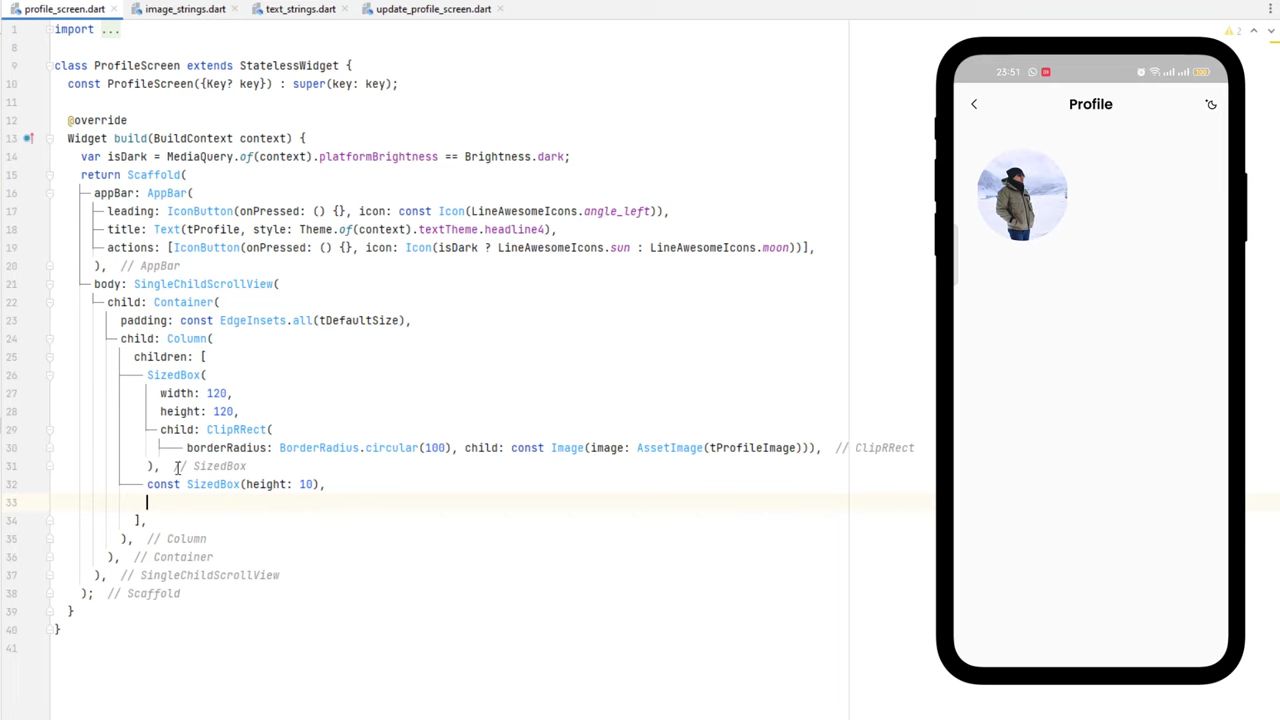 profile_screen.dart image_strings.dart text_strings.dart update_profile_screen.dart
1 import ...
8
9 class ProfileScreen extends StatelessWidget {
10 const ProfileScreen({Key? key}) : super(key: key);
11
12 @override
13 Widget build(BuildContext context) {
14 var isDark = MediaQuery.of(context).platformBrightness == Brightness.dark;
15 return Scaffold(
16 appBar: AppBar(
17 leading: IconButton(onPressed: () {}, icon: const Icon(LineAwesomeIcons.angle_left)),
18 title: Text(tProfile, style: Theme.of(context).textTheme.headline4),
19 actions: [IconButton(onPressed: () {}, icon: Icon(isDark ? LineAwesomeIcons.sun : LineAwesomeIcons.moon))],
20 ), // AppBar
21 body: SingleChildScrollView(
22 child: Container(
23 padding: const EdgeInsets.all(tDefaultSize),
24 child: Column(
25 children: [
26 SizedBox(
27 width: 120,
28 height: 120,
29 child: ClipRRect(
30 borderRadius: BorderRadius.circular(100), child: const Image(image: AssetImage(tProfileImage))), // ClipRRect
31 ), // SizedBox
32 const SizedBox(height: 10),
33
34 ],
35 ), // Column
36 ), // Container
37 ), // SingleChildScrollView
38 ); // Scaffold
39 }
40 }
41
2
23:51 100
Profile